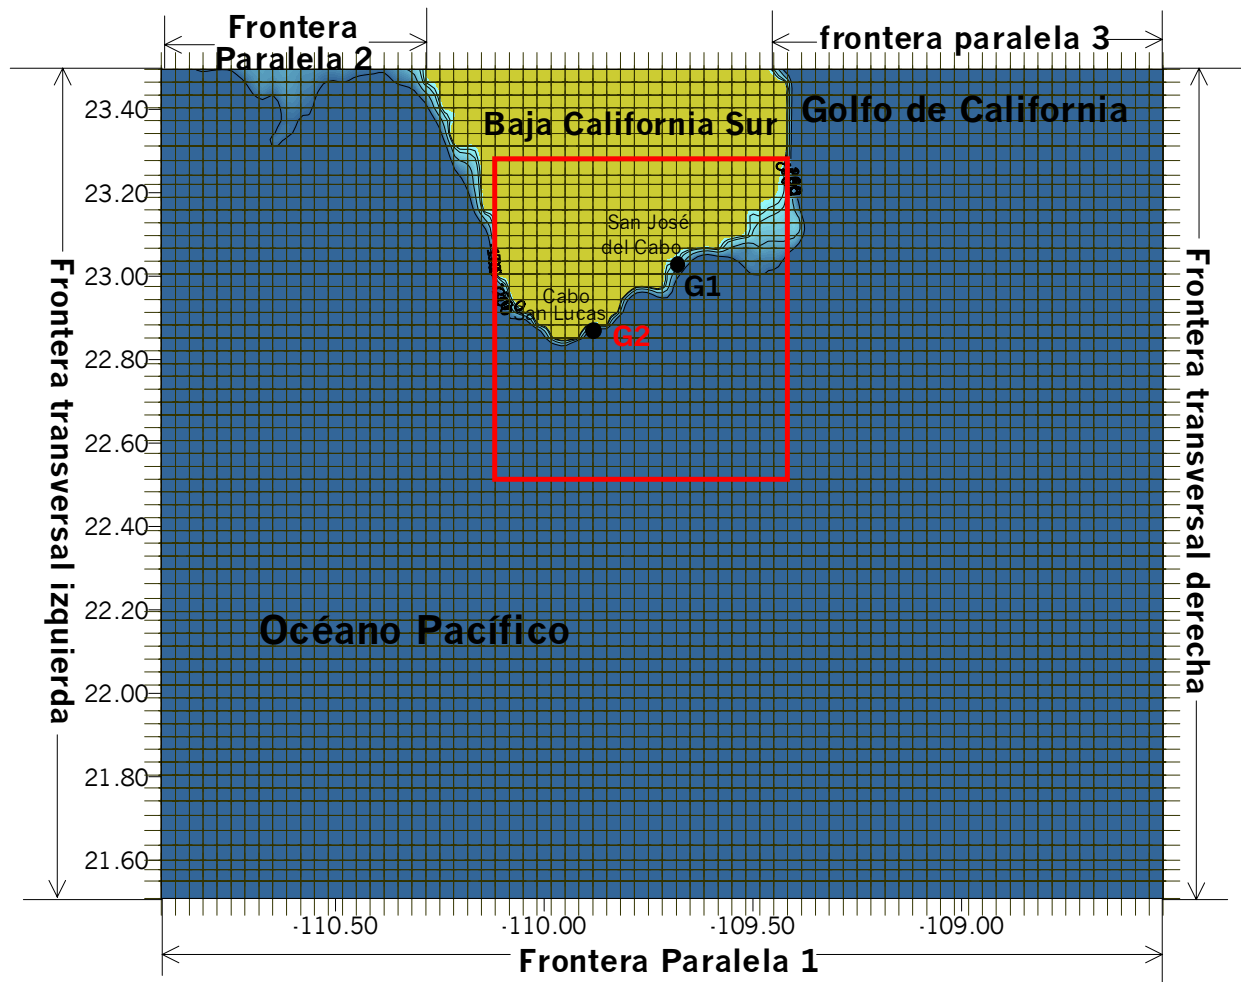 Frontera
Paralela 2
frontera paralela 3
Golfo de California
Baja California Sur
San José
del Cabo
G1
Cabo
San Lucas
G2
Océano Pacífico
Frontera transversal izquierda
Frontera transversal derecha
23.40
23.20
23.00
22.80
22.60
22.40
22.20
22.00
21.80
21.60
-110.50
-110.00
-109.50
-109.00
Frontera Paralela 1